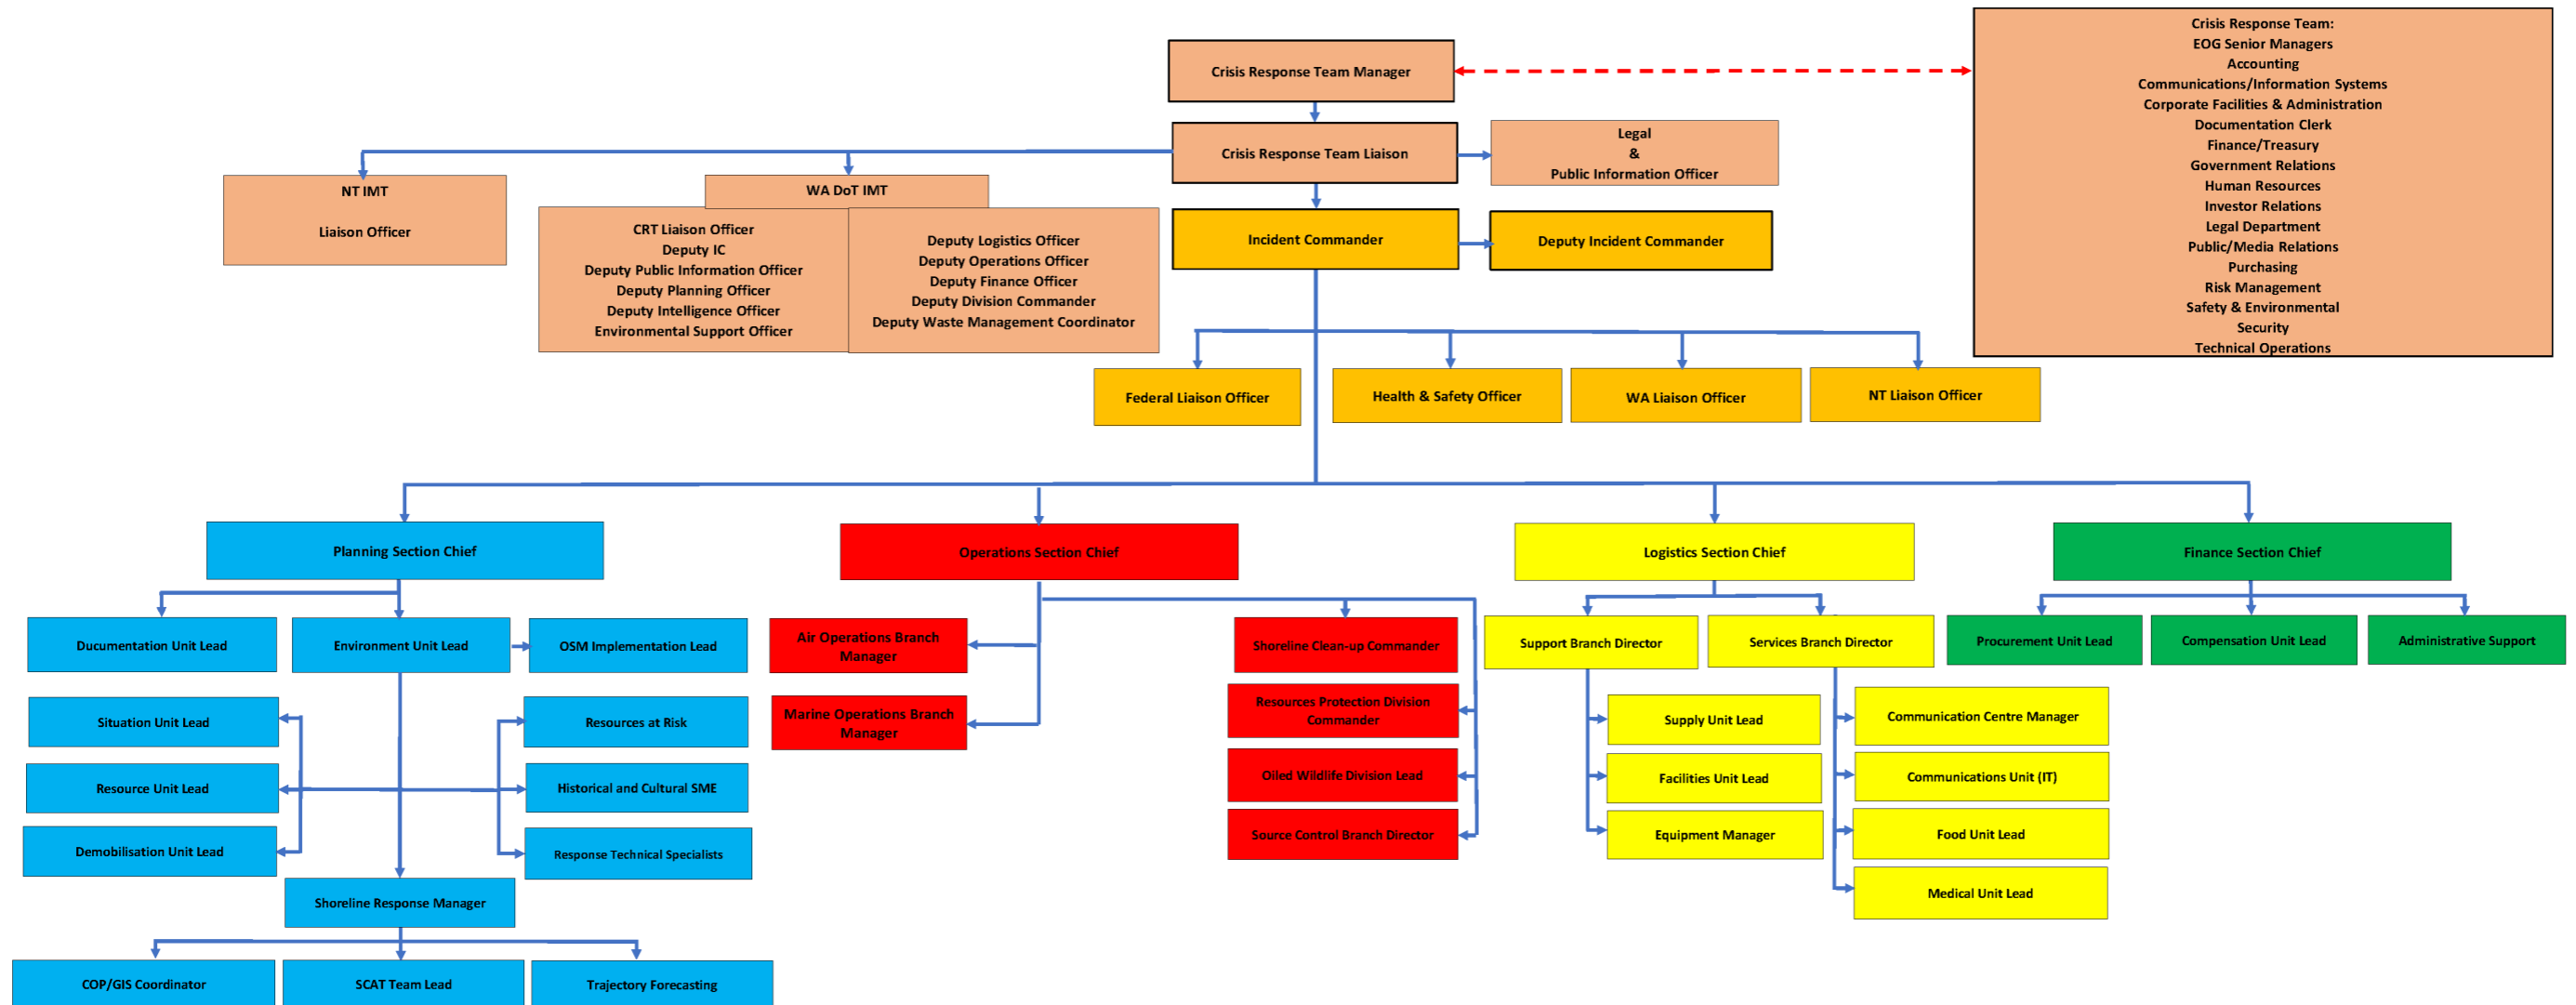 Crisis Response Team:
EOG Senior Managers
Accounting
Communications/Information Systems
Corporate Facilities & Administration
Documentation Clerk
Finance/Treasury
Government Relations
Human Resources
Investor Relations
Legal Department
Public/Media Relations
Purchasing
Risk Management
Safety & Environmental
Security
Technical Operations
Crisis Response Team Manager
Crisis Response Team Liaison
Legal
&
Public Information Officer
NT IMT
Liaison Officer
WA DoT IMT
CRT Liaison Officer
Deputy IC
Deputy Public Information Officer
Deputy Planning Officer
Deputy Intelligence Officer
Environmental Support Officer
Deputy Logistics Officer
Deputy Operations Officer
Deputy Finance Officer
Deputy Division Commander
Deputy Waste Management Coordinator
Incident Commander
Deputy Incident Commander
Federal Liaison Officer
Health & Safety Officer
WA Liaison Officer
NT Liaison Officer
Planning Section Chief
Operations Section Chief
Logistics Section Chief
Finance Section Chief
Ducumentation Unit Lead
Environment Unit Lead
OSM Implementation Lead
Situation Unit Lead
Resources at Risk
Resource Unit Lead
Historical and Cultural SME
Demobilisation Unit Lead
Response Technical Specialists
Shoreline Response Manager
COP/GIS Coordinator
SCAT Team Lead
Trajectory Forecasting
Air Operations Branch
Manager
Marine Operations Branch
Manager
Shoreline Clean-up Commander
Resources Protection Division
Commander
Oiled Wildlife Division Lead
Source Control Branch Director
Support Branch Director
Services Branch Director
Supply Unit Lead
Facilities Unit Lead
Equipment Manager
Communication Centre Manager
Communications Unit (IT)
Food Unit Lead
Medical Unit Lead
Procurement Unit Lead
Compensation Unit Lead
Administrative Support